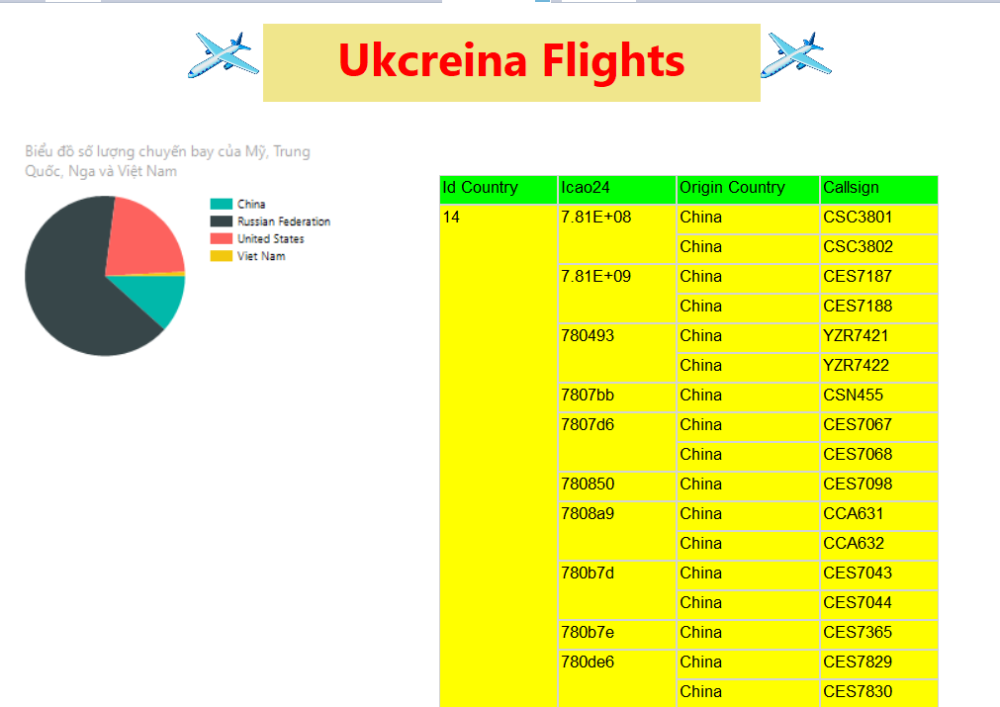 Ukcreina Flights
Biểu đồ số lượng chuyến bay của Mỹ, Trung
Quốc, Nga và Việt Nam
China
Russian Federation
United States
Viet Nam
Id Country Icao24 Origin Country Callsign
14 7.81E+08 China CSC3801
China CSC3802
7.81E+09 China CES7187
China CES7188
780493 China YZR7421
China YZR7422
7807bb China CSN455
7807d6 China CES7067
China CES7068
780850 China CES7098
7808a9 China CCA631
China CCA632
780b7d China CES7043
China CES7044
780b7e China CES7365
780de6 China CES7829
China CES7830